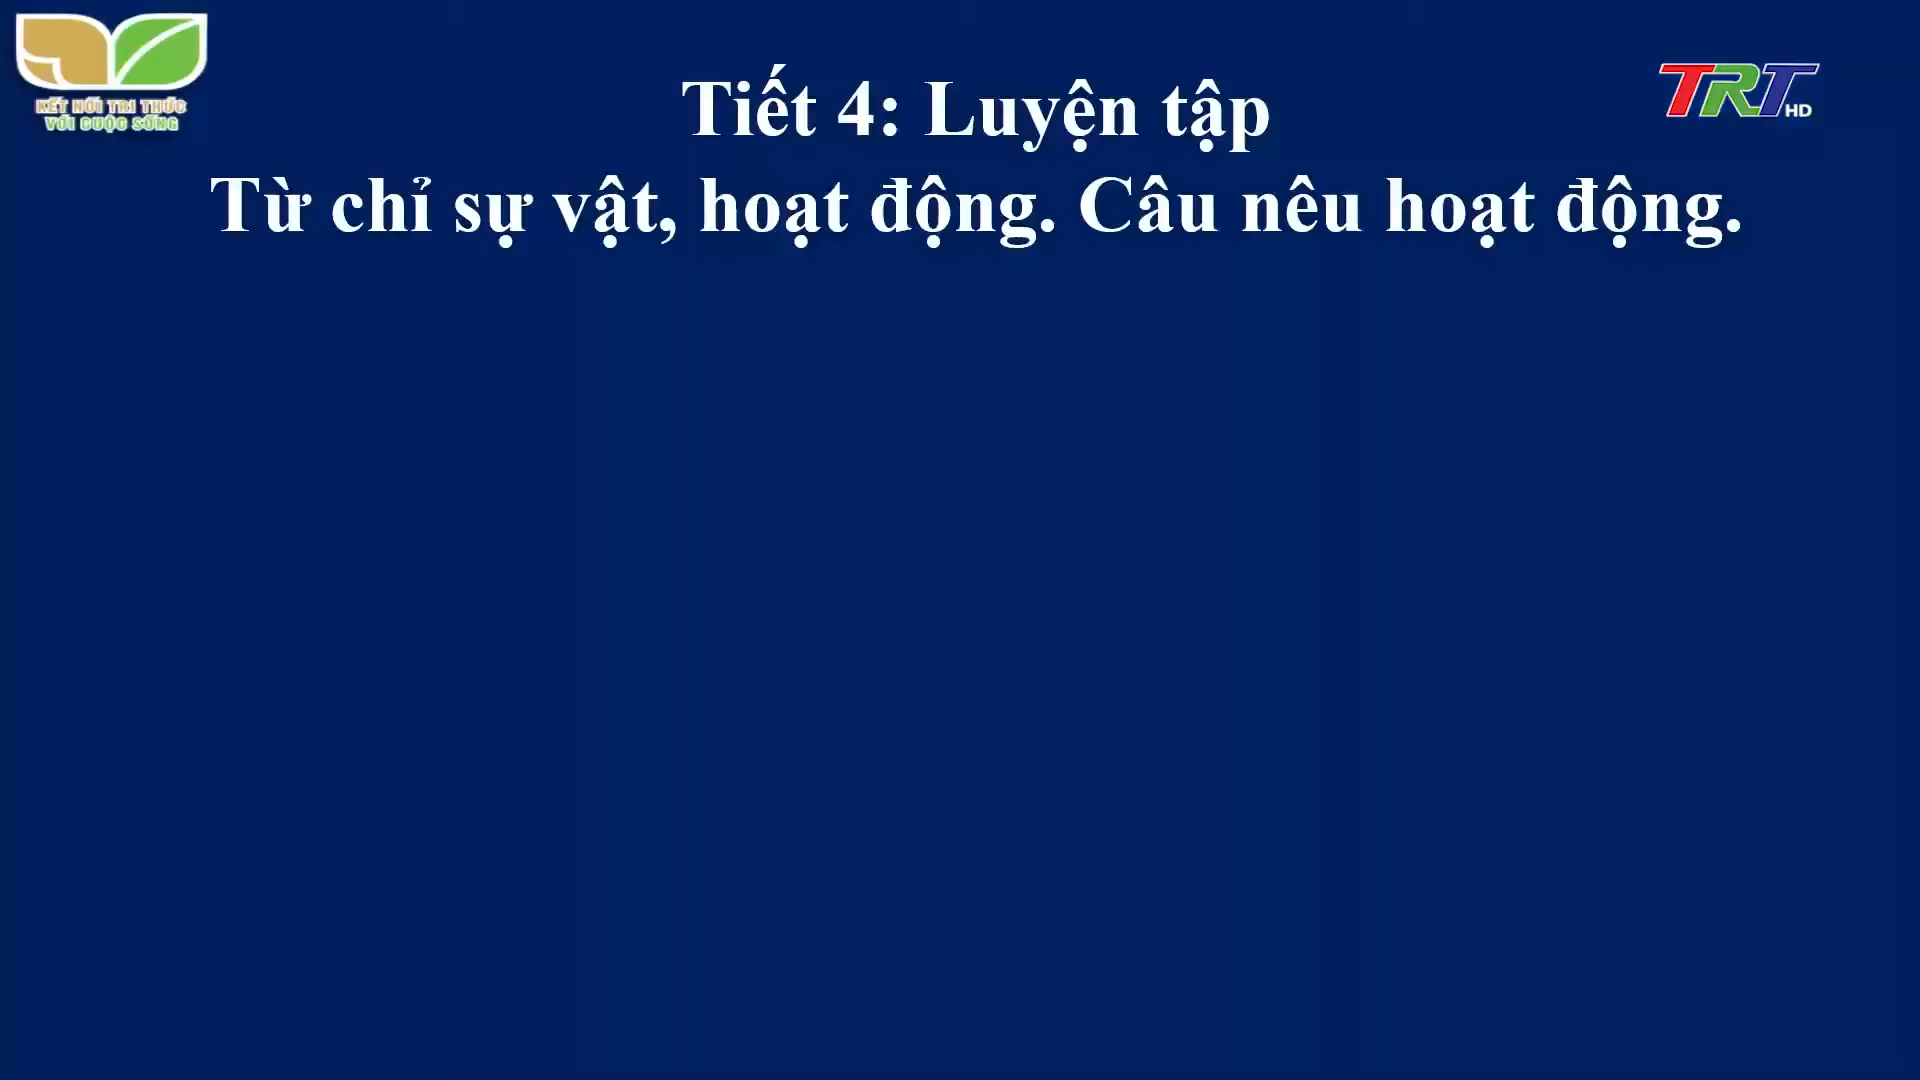 KẾT NỐI TRI THỨC
VỚI CUỘC SỐNG
TRT HD
Tiết 4: Luyện tập
Từ chỉ sự vật, hoạt động. Câu nêu hoạt động.